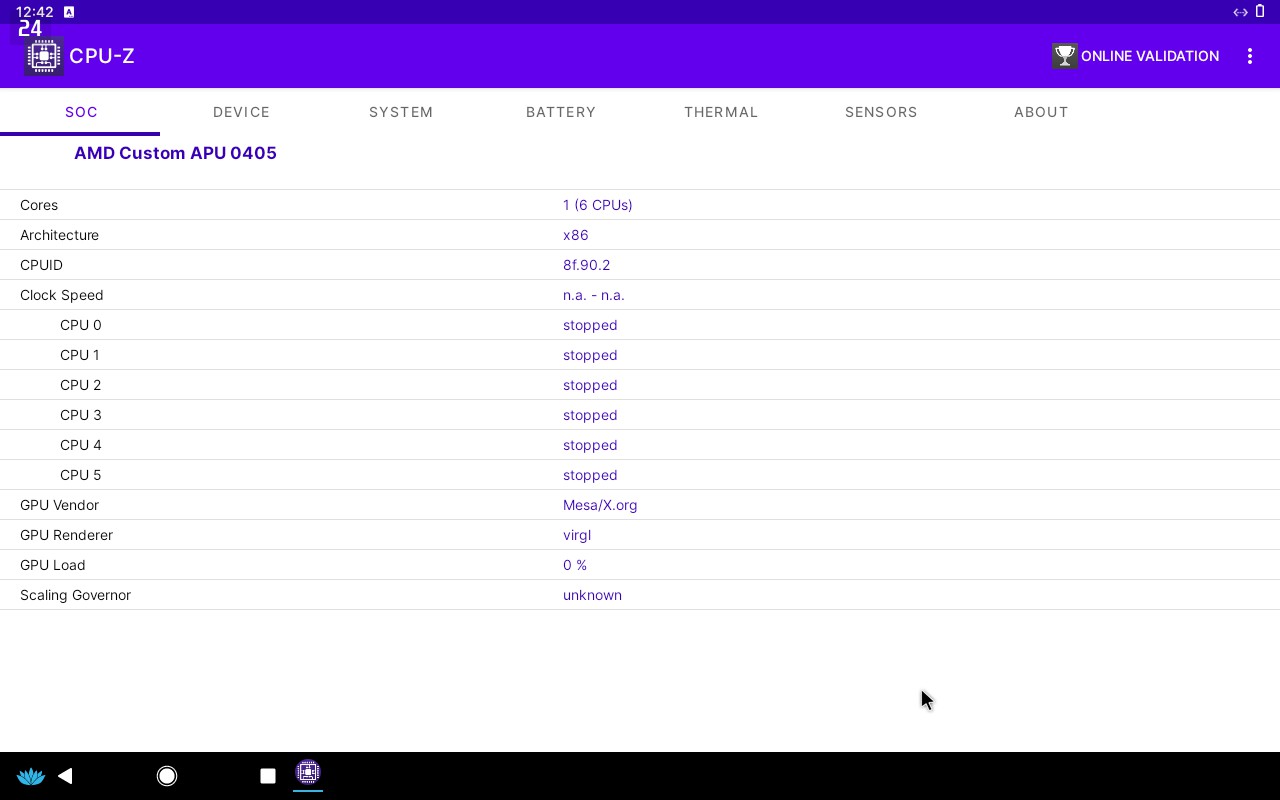 12:42
24
CPU-Z
ONLINE VALIDATION
SOC DEVICE SYSTEM BATTERY THERMAL SENSORS ABOUT
AMD Custom APU 0405
Cores 1 (6 CPUs)
Architecture x86
CPUID 8f.90.2
Clock Speed n.a. - n.a.
CPU 0 stopped
CPU 1 stopped
CPU 2 stopped
CPU 3 stopped
CPU 4 stopped
CPU 5 stopped
GPU Vendor Mesa/X.org
GPU Renderer virgl
GPU Load 0 %
Scaling Governor unknown